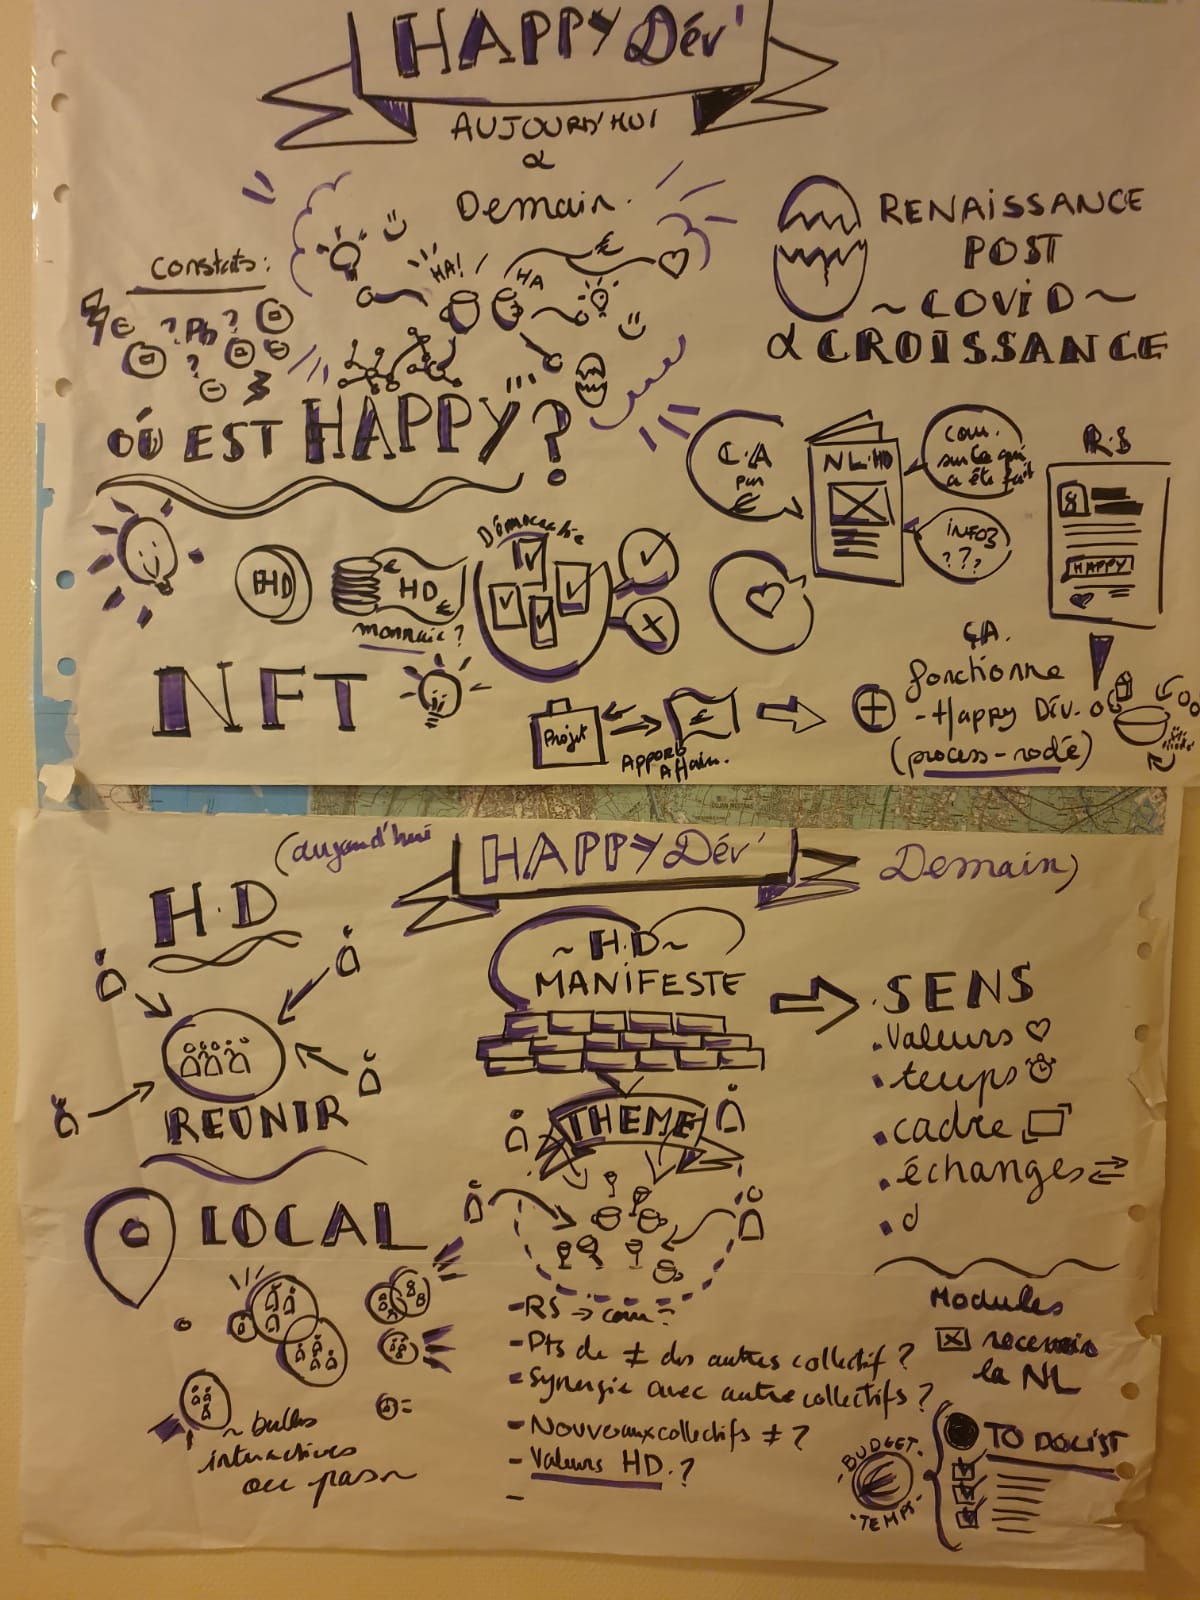 HAPPY Dév'
AUJOURD'HUI
&
Demain.
Constats:
€ ? Pb ?
?
HA!
HA
€
RENAISSANCE
POST
~ COVID ~
& CROISSANCE
OÙ EST HAPPY ?
C.A
par
€
NL.HD
com.
sur ce qui
a été fait
INFOS
???
R.S
HAPPY
HD
HD
€
€
monnaie ?
Démocratie
NFT
Projet
€
Apport
Affaire.
ÇA.
fonctionne
- Happy Dév.
(process-rodé)
(aujourd'hui
HAPPY Dév'
Demain)
H.D
REUNIR
LOCAL
~ bulles
interactives
ou pas
~ H.D ~
MANIFESTE
THEME
- RS → com ?
- Pts de ≠ des autres collectif ?
- Synergie avec autre collectifs ?
- Nouveaux collectifs ≠ ?
- Valeurs HD. ?
-
. SENS
. Valeurs
. temps
. cadre
. échanges
. d
Modules
recevoir
la NL
BUDGET
€
TEMPS
TO DO LIST